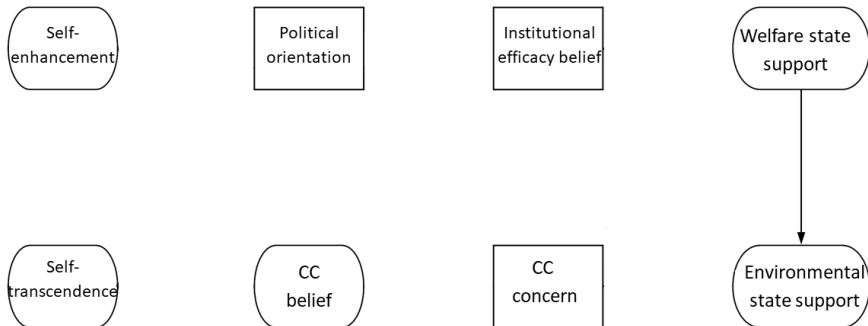 Self-
enhancement
Political
orientation
Institutional
efficacy belief
Welfare state
support
Self-
transcendence
CC
belief
CC
concern
Environmental
state support